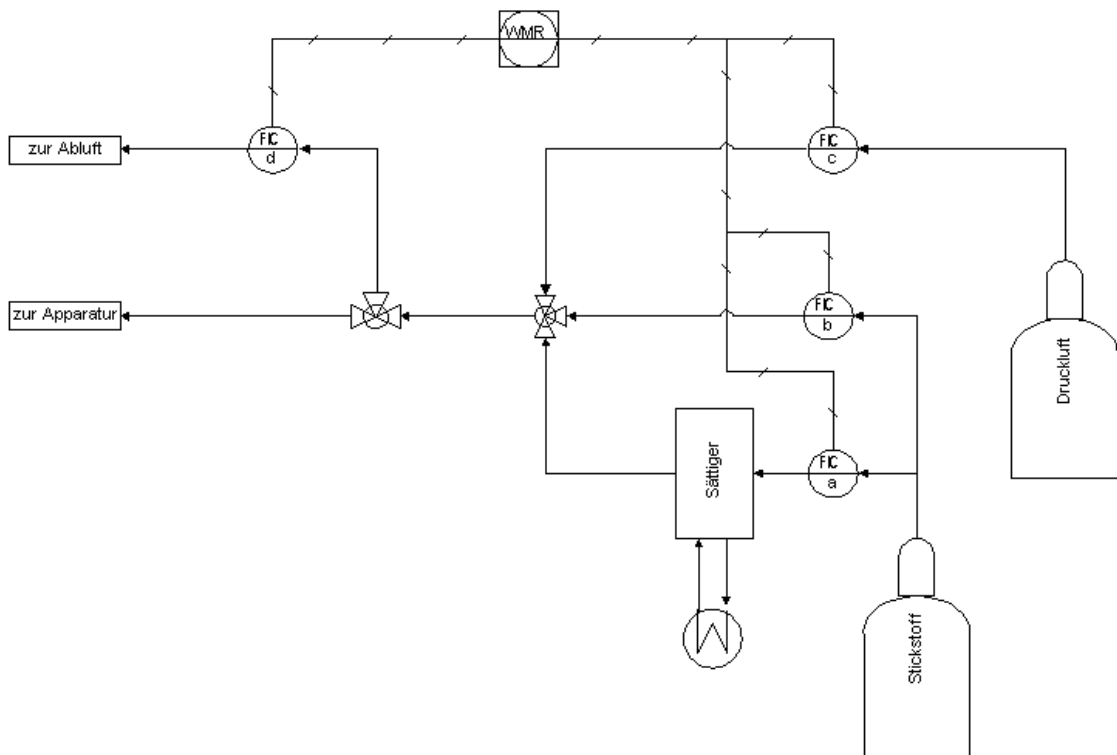 WMR
FIC
d
zur Abluft
FIC
c
zur Apparatur
FIC
b
Druckluft
Sättiger
FIC
a
Stickstoff